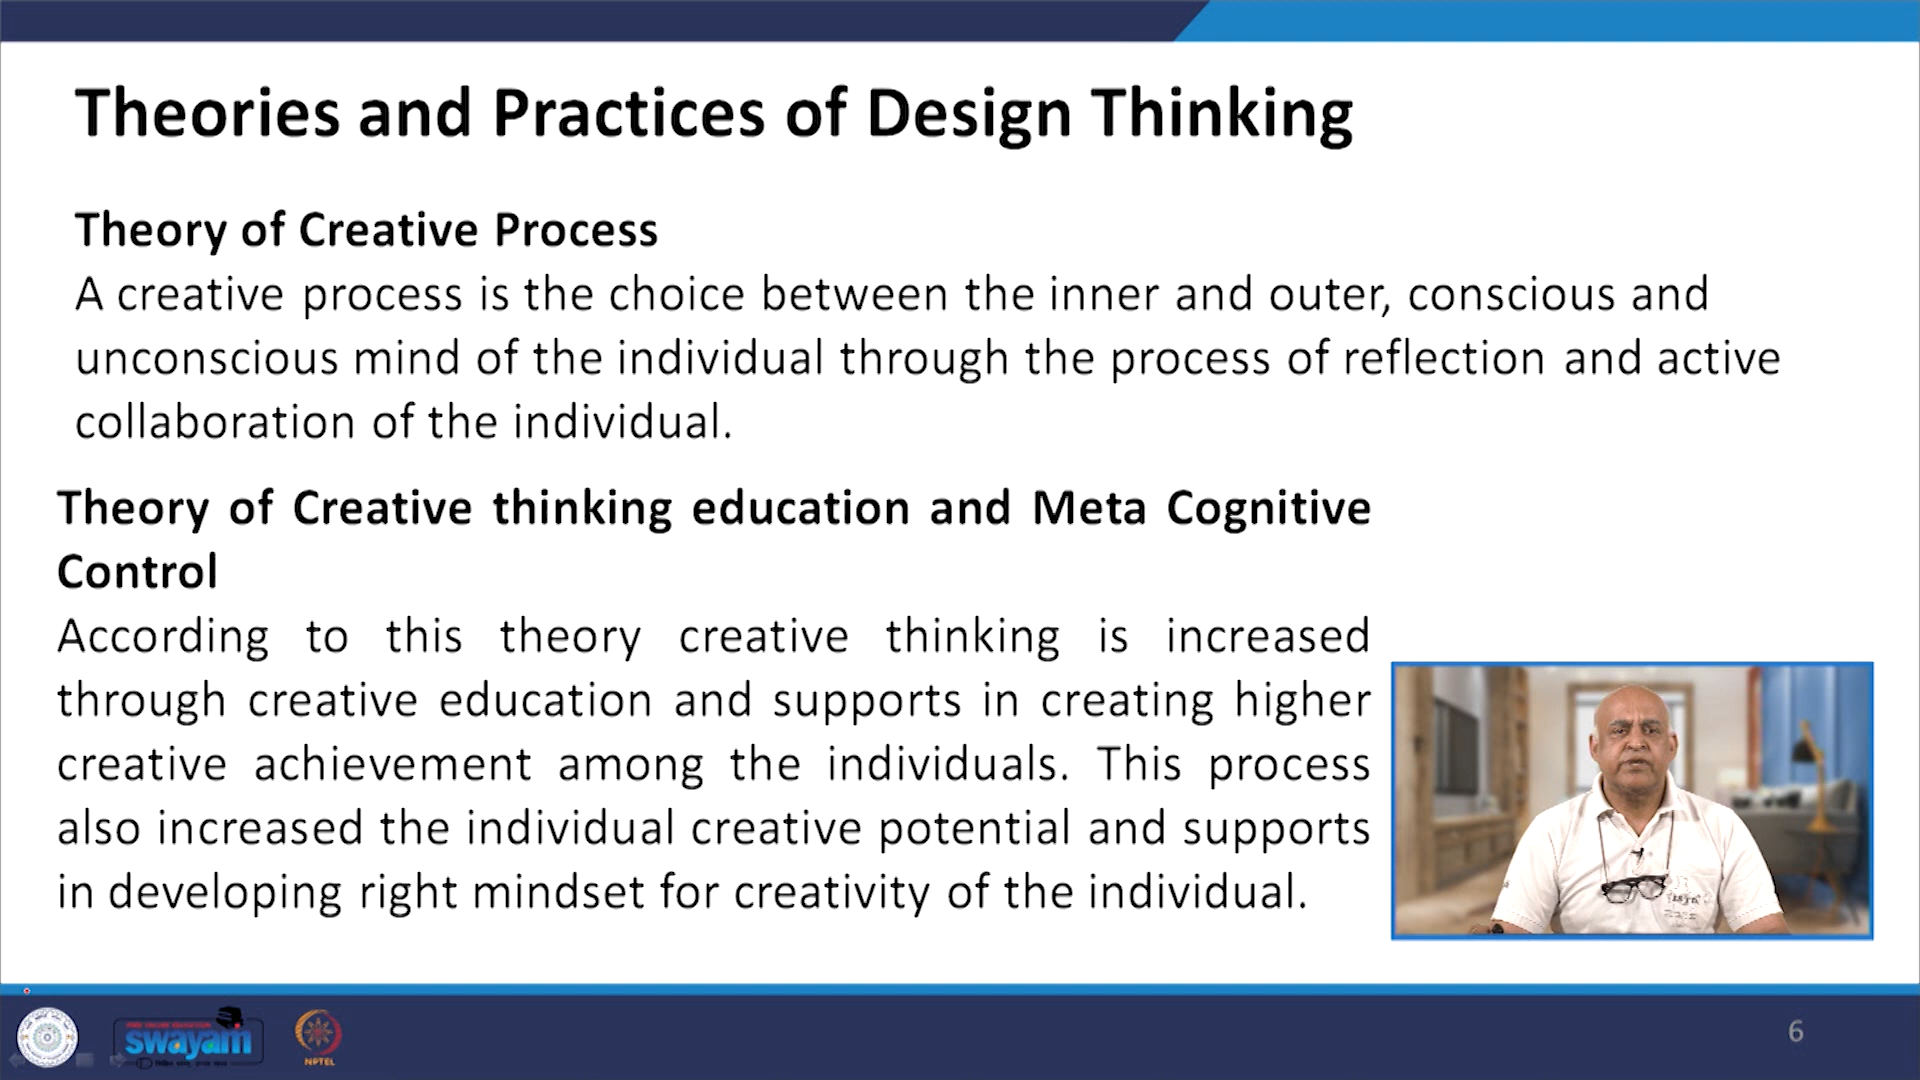 Theories and Practices of Design Thinking
Theory of Creative Process
A creative process is the choice between the inner and outer, conscious and
unconscious mind of the individual through the process of reflection and active
collaboration of the individual.
Theory of Creative thinking education and Meta Cognitive
Control
According to this theory creative thinking is increased
through creative education and supports in creating higher
creative achievement among the individuals. This process
also increased the individual creative potential and supports
in developing right mindset for creativity of the individual.
swayam
NPTEL
6